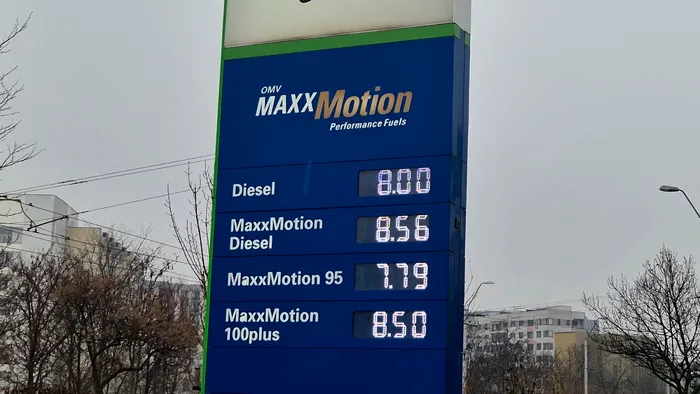 OMV
MAXXMotion
Performance Fuels
Diesel 8.00
MaxxMotion
Diesel 8.56
MaxxMotion 95 7.79
MaxxMotion
100plus 8.50